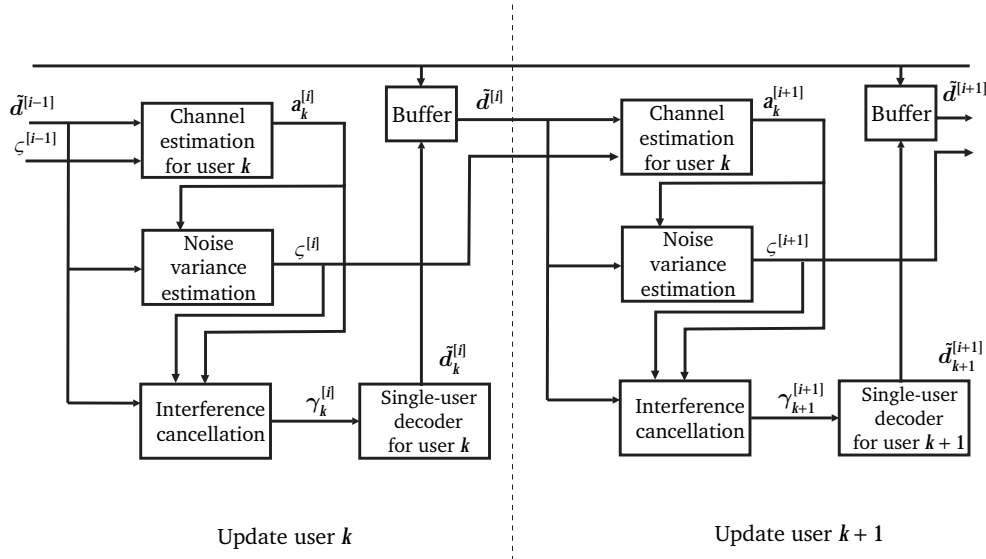 d̃^[i−1]
ς^[i−1]
Channel
estimation
for user k
a_k^[i]
Buffer
d̃^[i]
Noise
variance
estimation
ς^[i]
Interference
cancellation
γ_k^[i]
d̃_k^[i]
Single-user
decoder
for user k
Update user k
Channel
estimation
for user k
a_k^[i+1]
Buffer
d̃^[i+1]
Noise
variance
estimation
ς^[i+1]
Interference
cancellation
γ_{k+1}^[i+1]
d̃_{k+1}^[i+1]
Single-user
decoder
for user k + 1
Update user k + 1